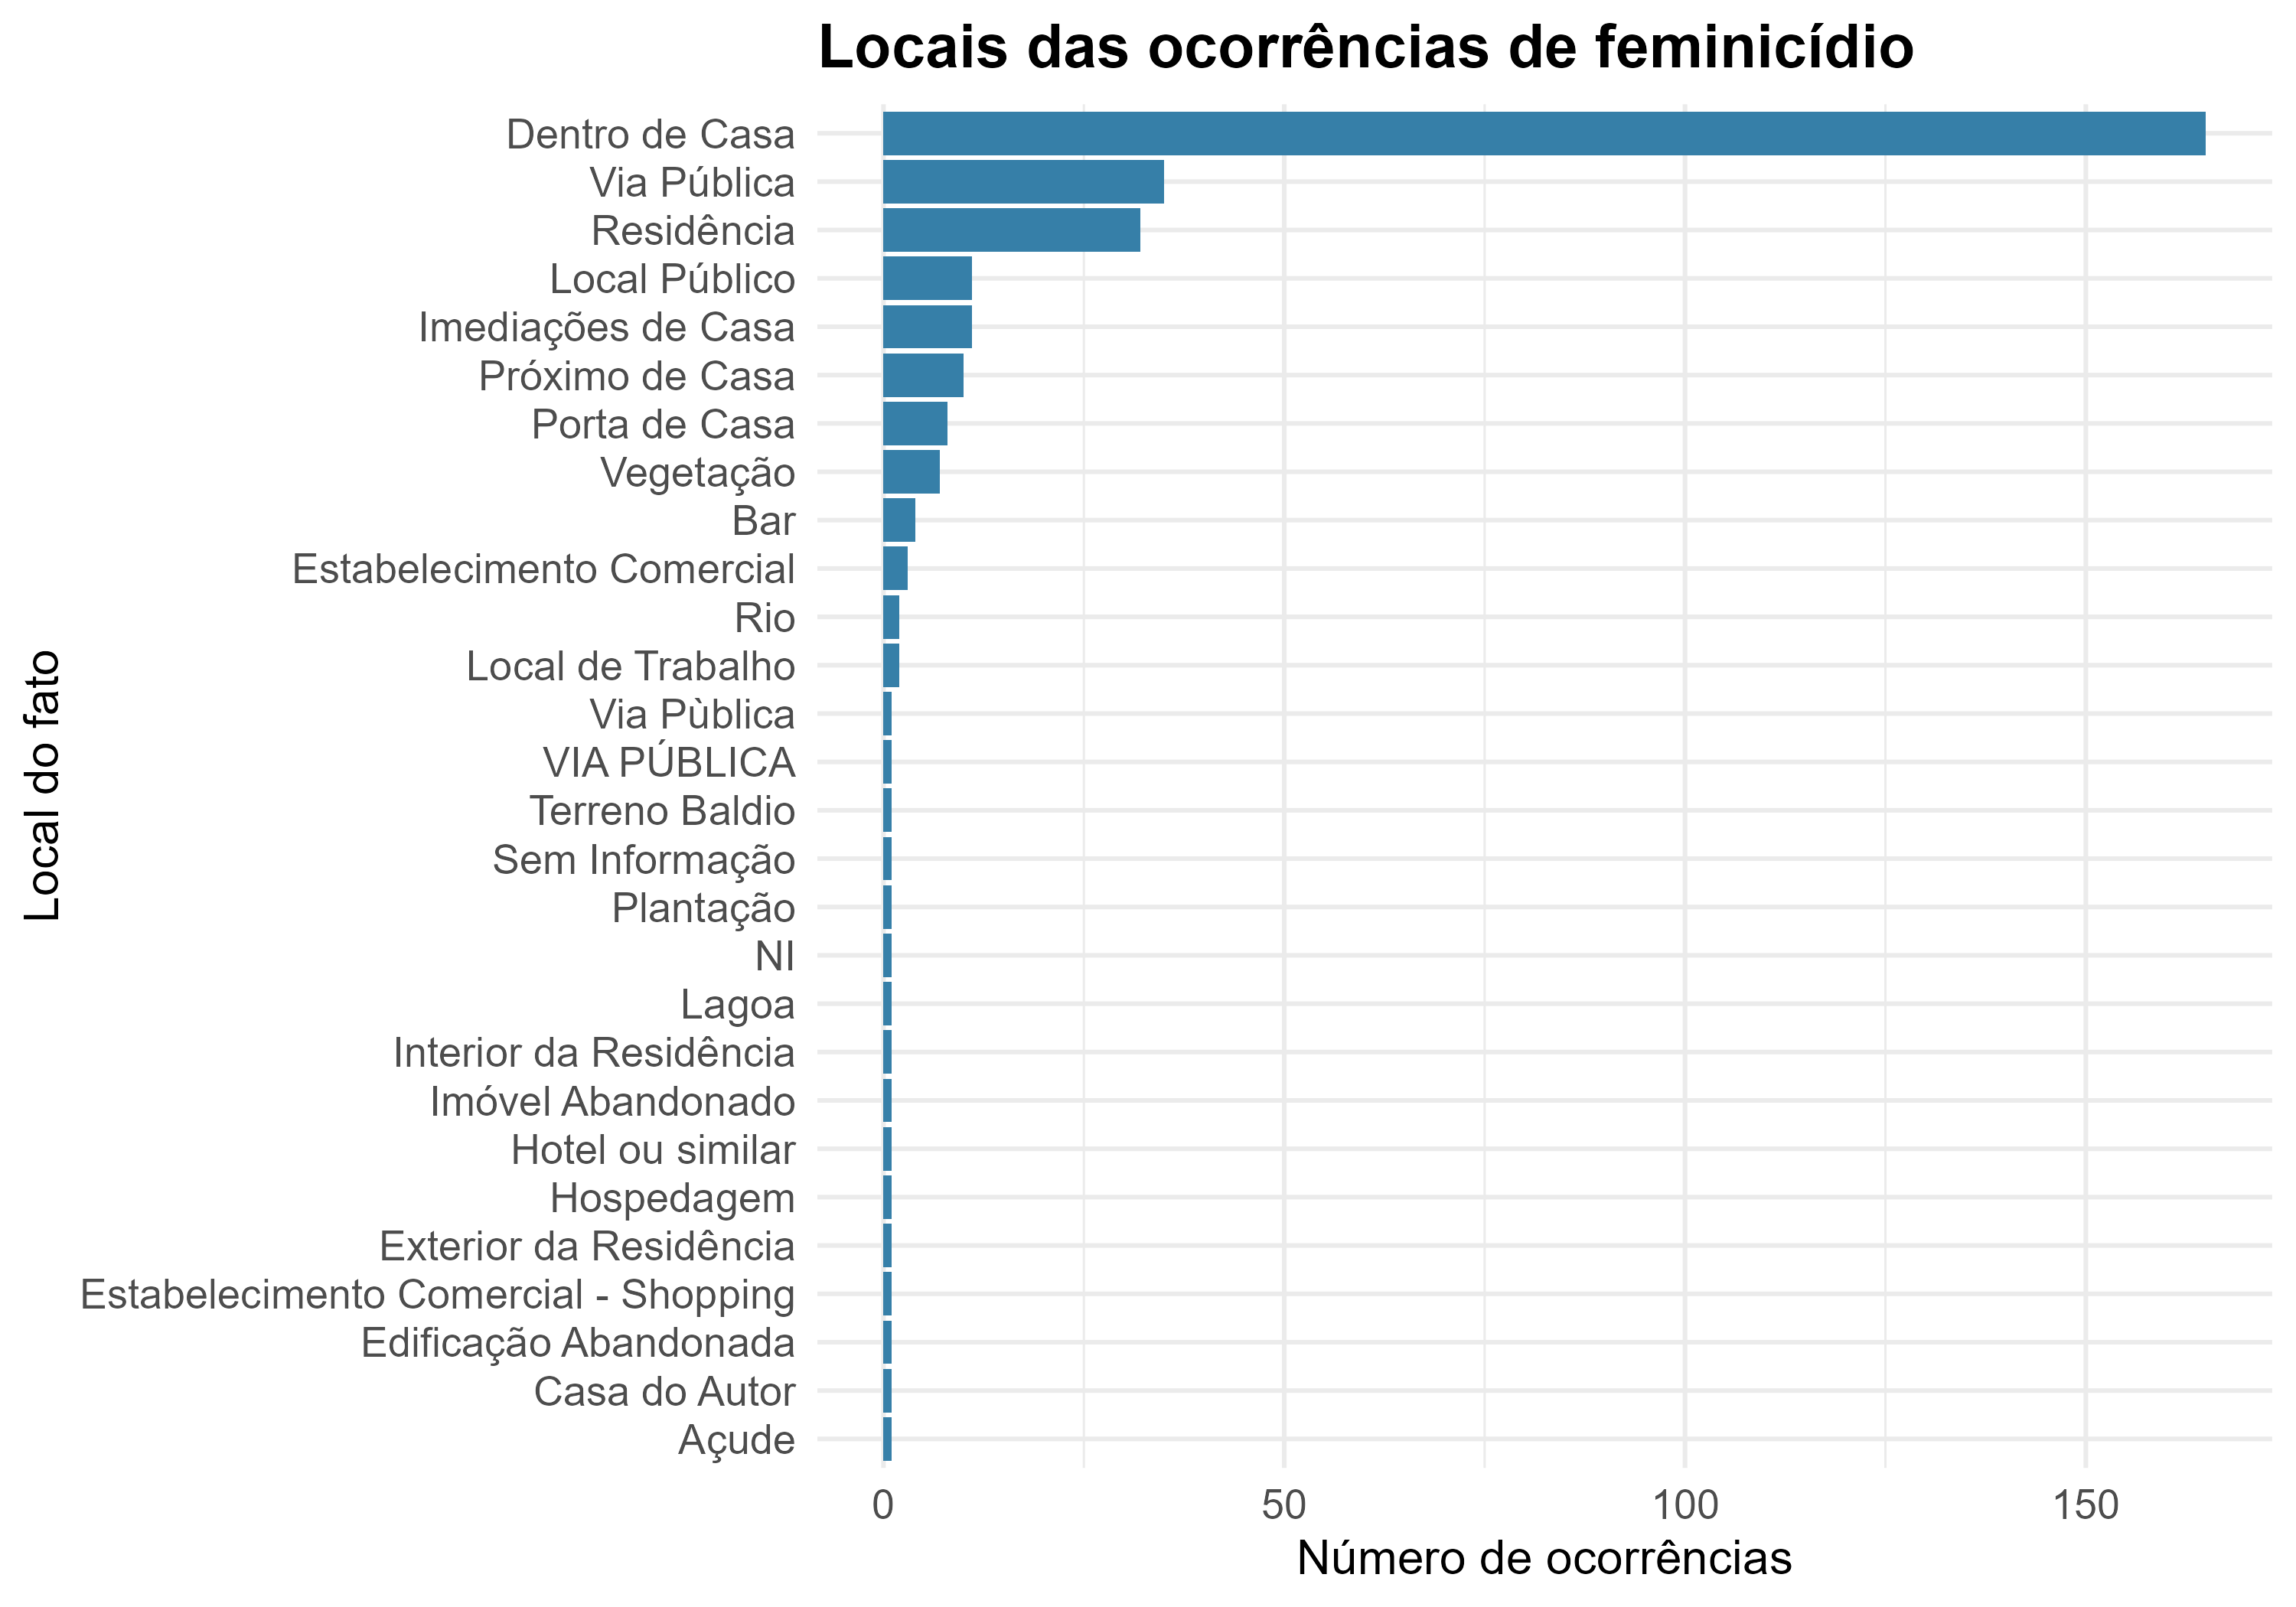 Locais das ocorrências de feminicídio
Dentro de Casa
Via Pública
Residência
Local Público
Imediações de Casa
Próximo de Casa
Porta de Casa
Vegetação
Bar
Estabelecimento Comercial
Rio
Local de Trabalho
Via Pùblica
VIA PÚBLICA
Terreno Baldio
Sem Informação
Plantação
NI
Lagoa
Interior da Residência
Imóvel Abandonado
Hotel ou similar
Hospedagem
Exterior da Residência
Estabelecimento Comercial - Shopping
Edificação Abandonada
Casa do Autor
Açude
Local do fato
0 50 100 150
Número de ocorrências